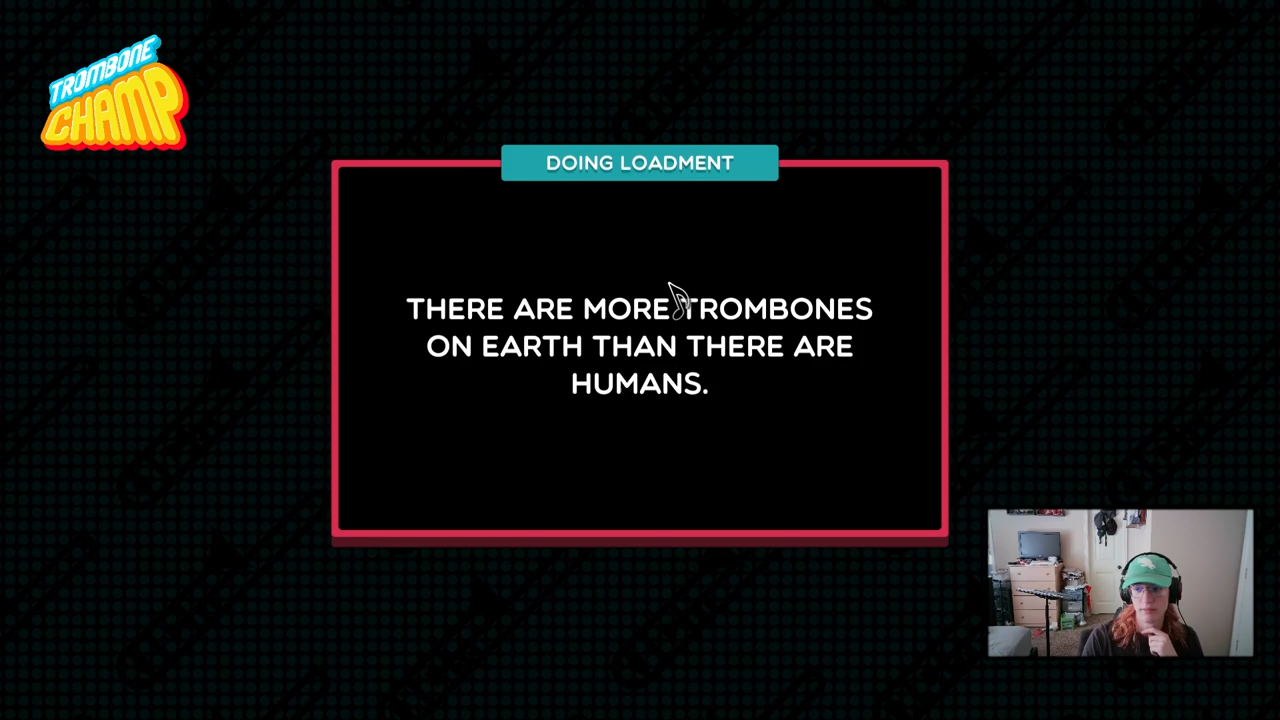 TROMBONE
CHAMP
DOING LOADMENT
THERE ARE MORE TROMBONES
ON EARTH THAN THERE ARE
HUMANS.